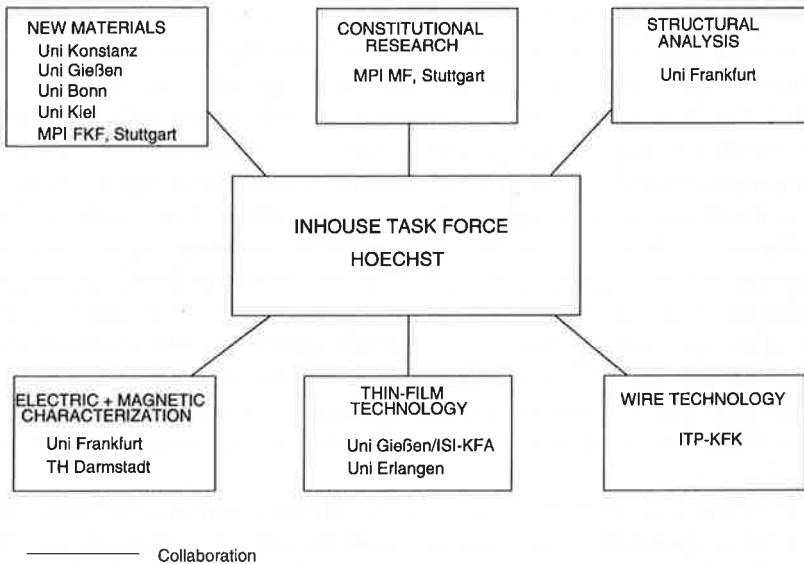 NEW MATERIALS
Uni Konstanz
Uni Gießen
Uni Bonn
Uni Kiel
MPI FKF, Stuttgart
CONSTITUTIONAL
RESEARCH
MPI MF, Stuttgart
STRUCTURAL
ANALYSIS
Uni Frankfurt
INHOUSE TASK FORCE
HOECHST
ELECTRIC + MAGNETIC
CHARACTERIZATION
Uni Frankfurt
TH Darmstadt
THIN-FILM
TECHNOLOGY
Uni Gießen/ISI-KFA
Uni Erlangen
WIRE TECHNOLOGY
ITP-KFK
Collaboration